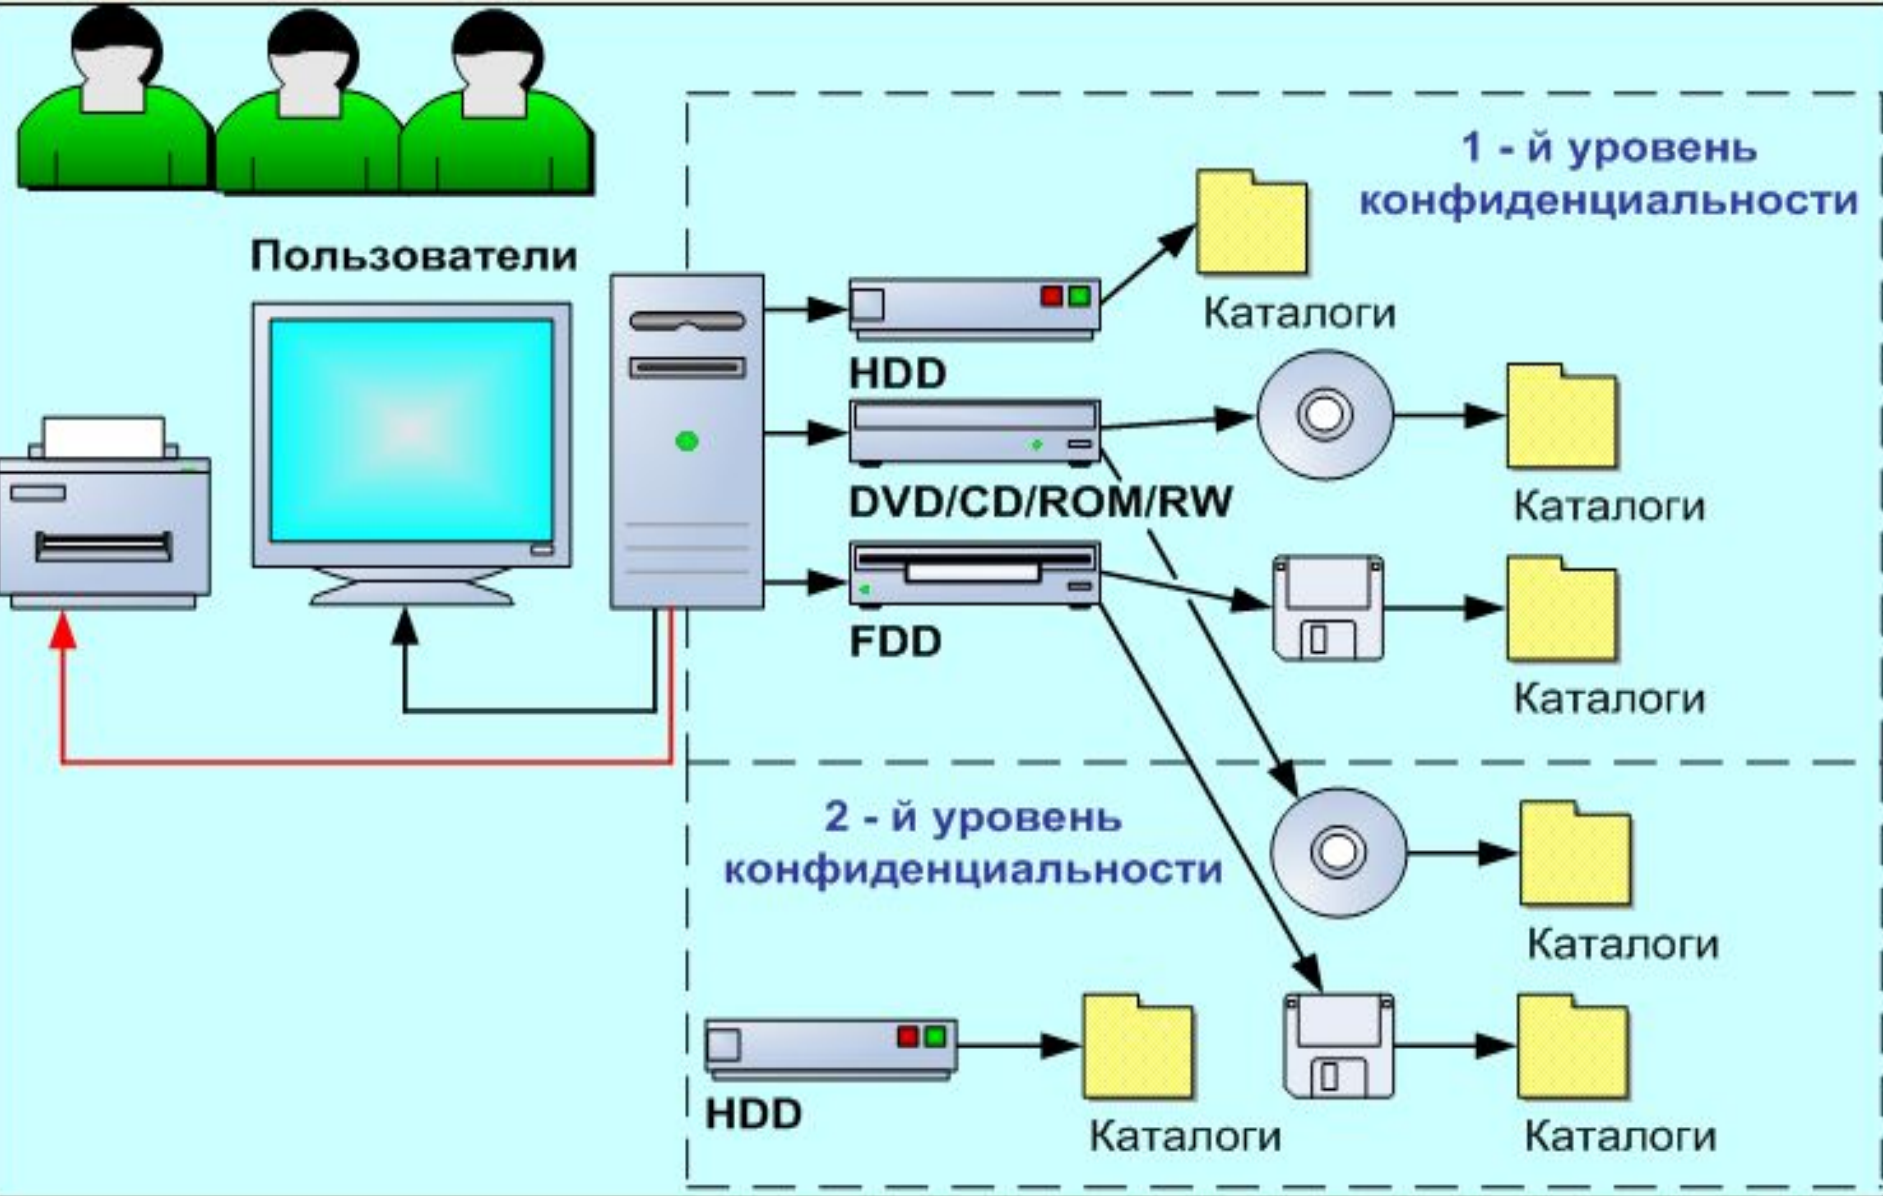 1 - й уровень
конфиденциальности
Пользователи
Каталоги
HDD
DVD/CD/ROM/RW
Каталоги
FDD
Каталоги
2 - й уровень
конфиденциальности
Каталоги
HDD
Каталоги
Каталоги